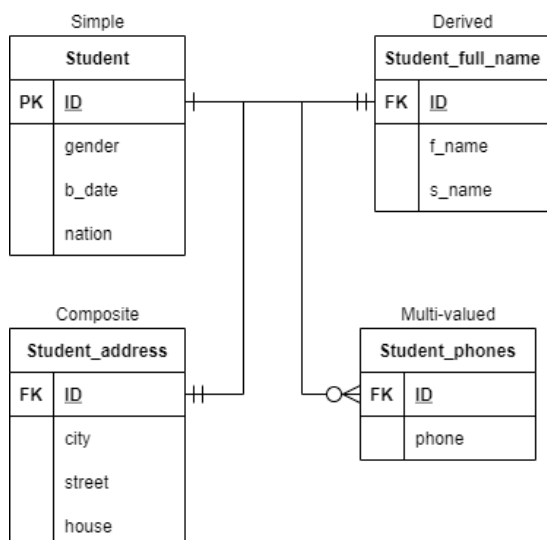 Simple
Student
PK ID
gender
b_date
nation
Derived
Student_full_name
FK ID
f_name
s_name
Composite
Student_address
FK ID
city
street
house
Multi-valued
Student_phones
FK ID
phone